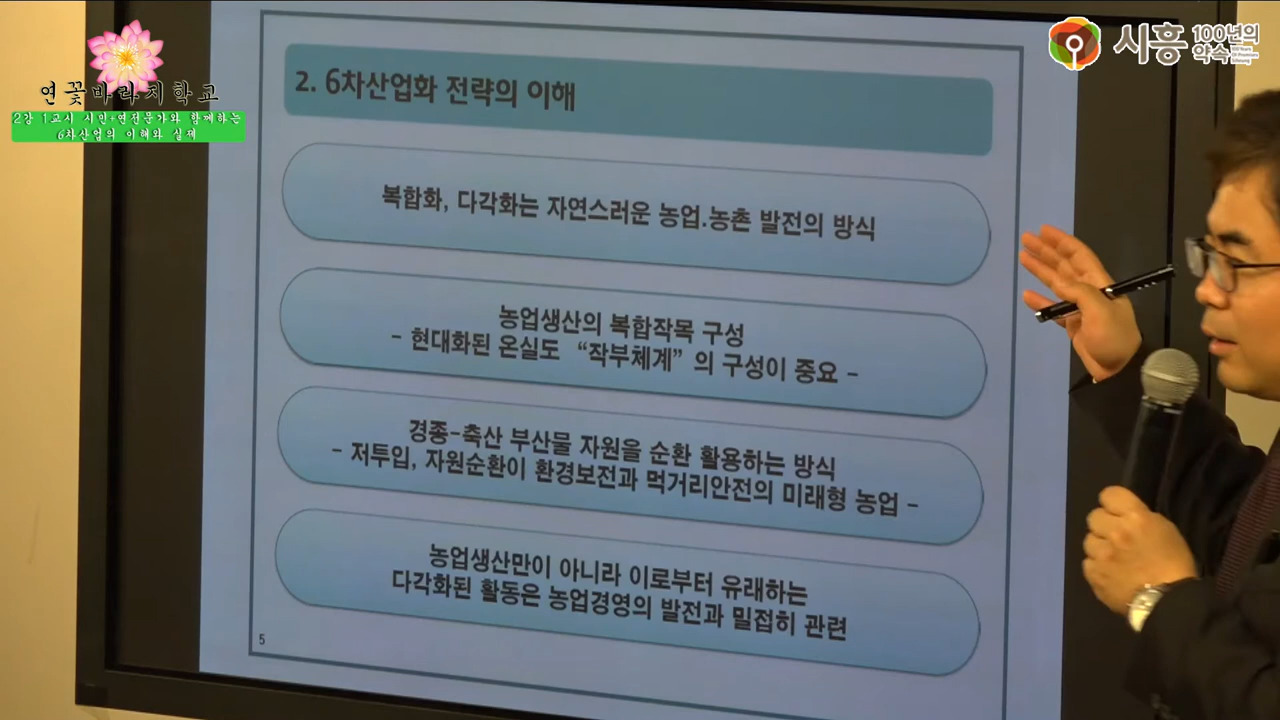 연꽃바라지학교
2강 1교시 시민+연전문가와 함께하는
6차산업의 이해와 실제
시흥 100년의
약속
2. 6차산업화 전략의 이해
복합화, 다각화는 자연스러운 농업.농촌 발전의 방식
농업생산의 복합작목 구성
- 현대화된 온실도 “작부체계”의 구성이 중요 -
경종-축산 부산물 자원을 순환 활용하는 방식
- 저투입, 자원순환이 환경보전과 먹거리안전의 미래형 농업 -
농업생산만이 아니라 이로부터 유래하는
다각화된 활동은 농업경영의 발전과 밀접히 관련
5